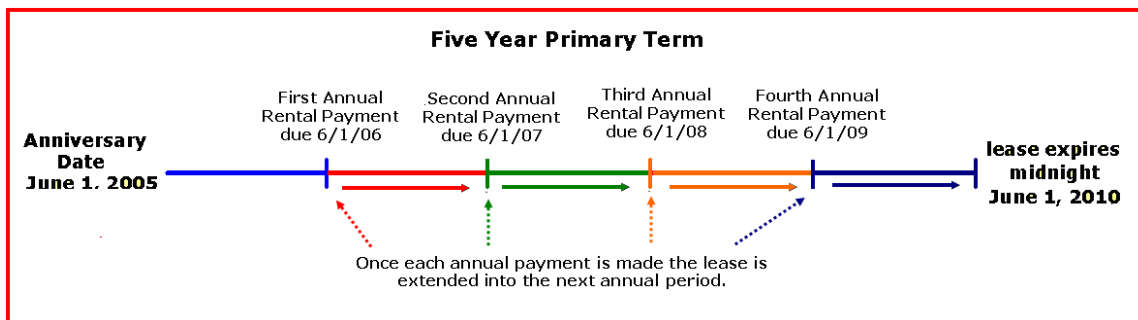 Five Year Primary Term
First Annual
Rental Payment
due 6/1/06
Second Annual
Rental Payment
due 6/1/07
Third Annual
Rental Payment
due 6/1/08
Fourth Annual
Rental Payment
due 6/1/09
Anniversary
Date
June 1, 2005
lease expires
midnight
June 1, 2010
Once each annual payment is made the lease is
extended into the next annual period.